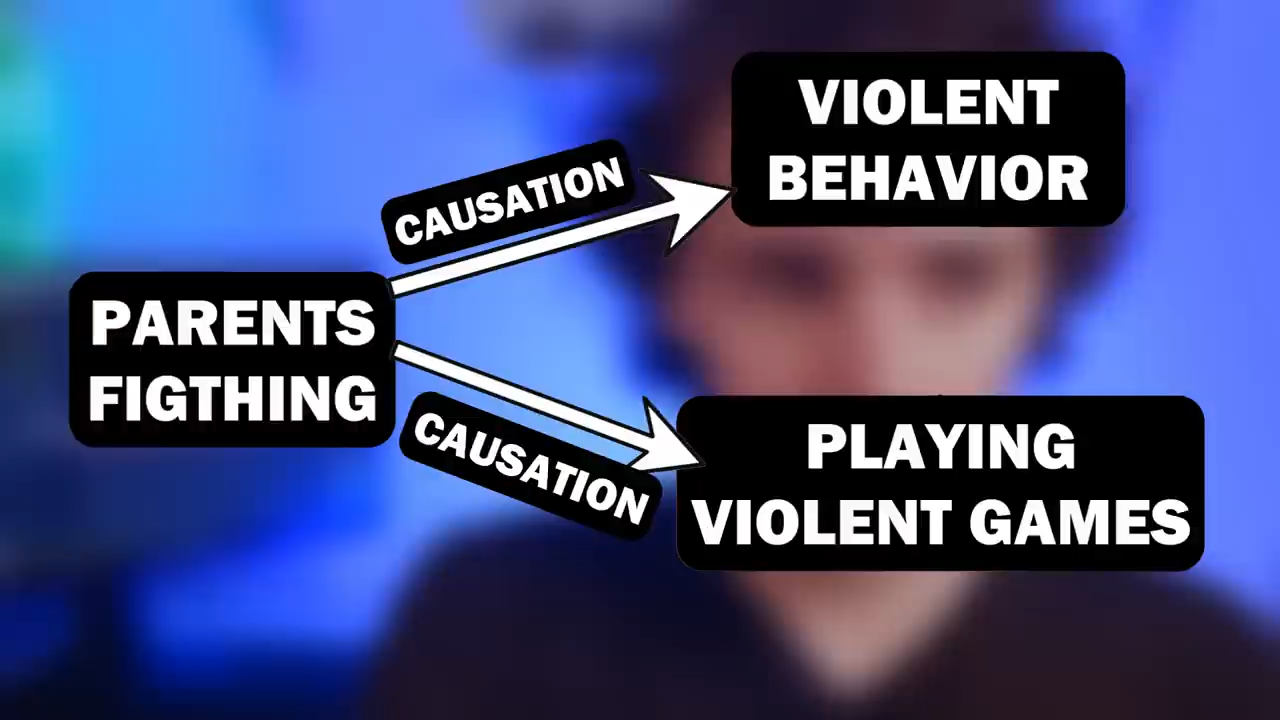 VIOLENT
BEHAVIOR
CAUSATION
PARENTS
FIGTHING
CAUSATION
PLAYING
VIOLENT GAMES